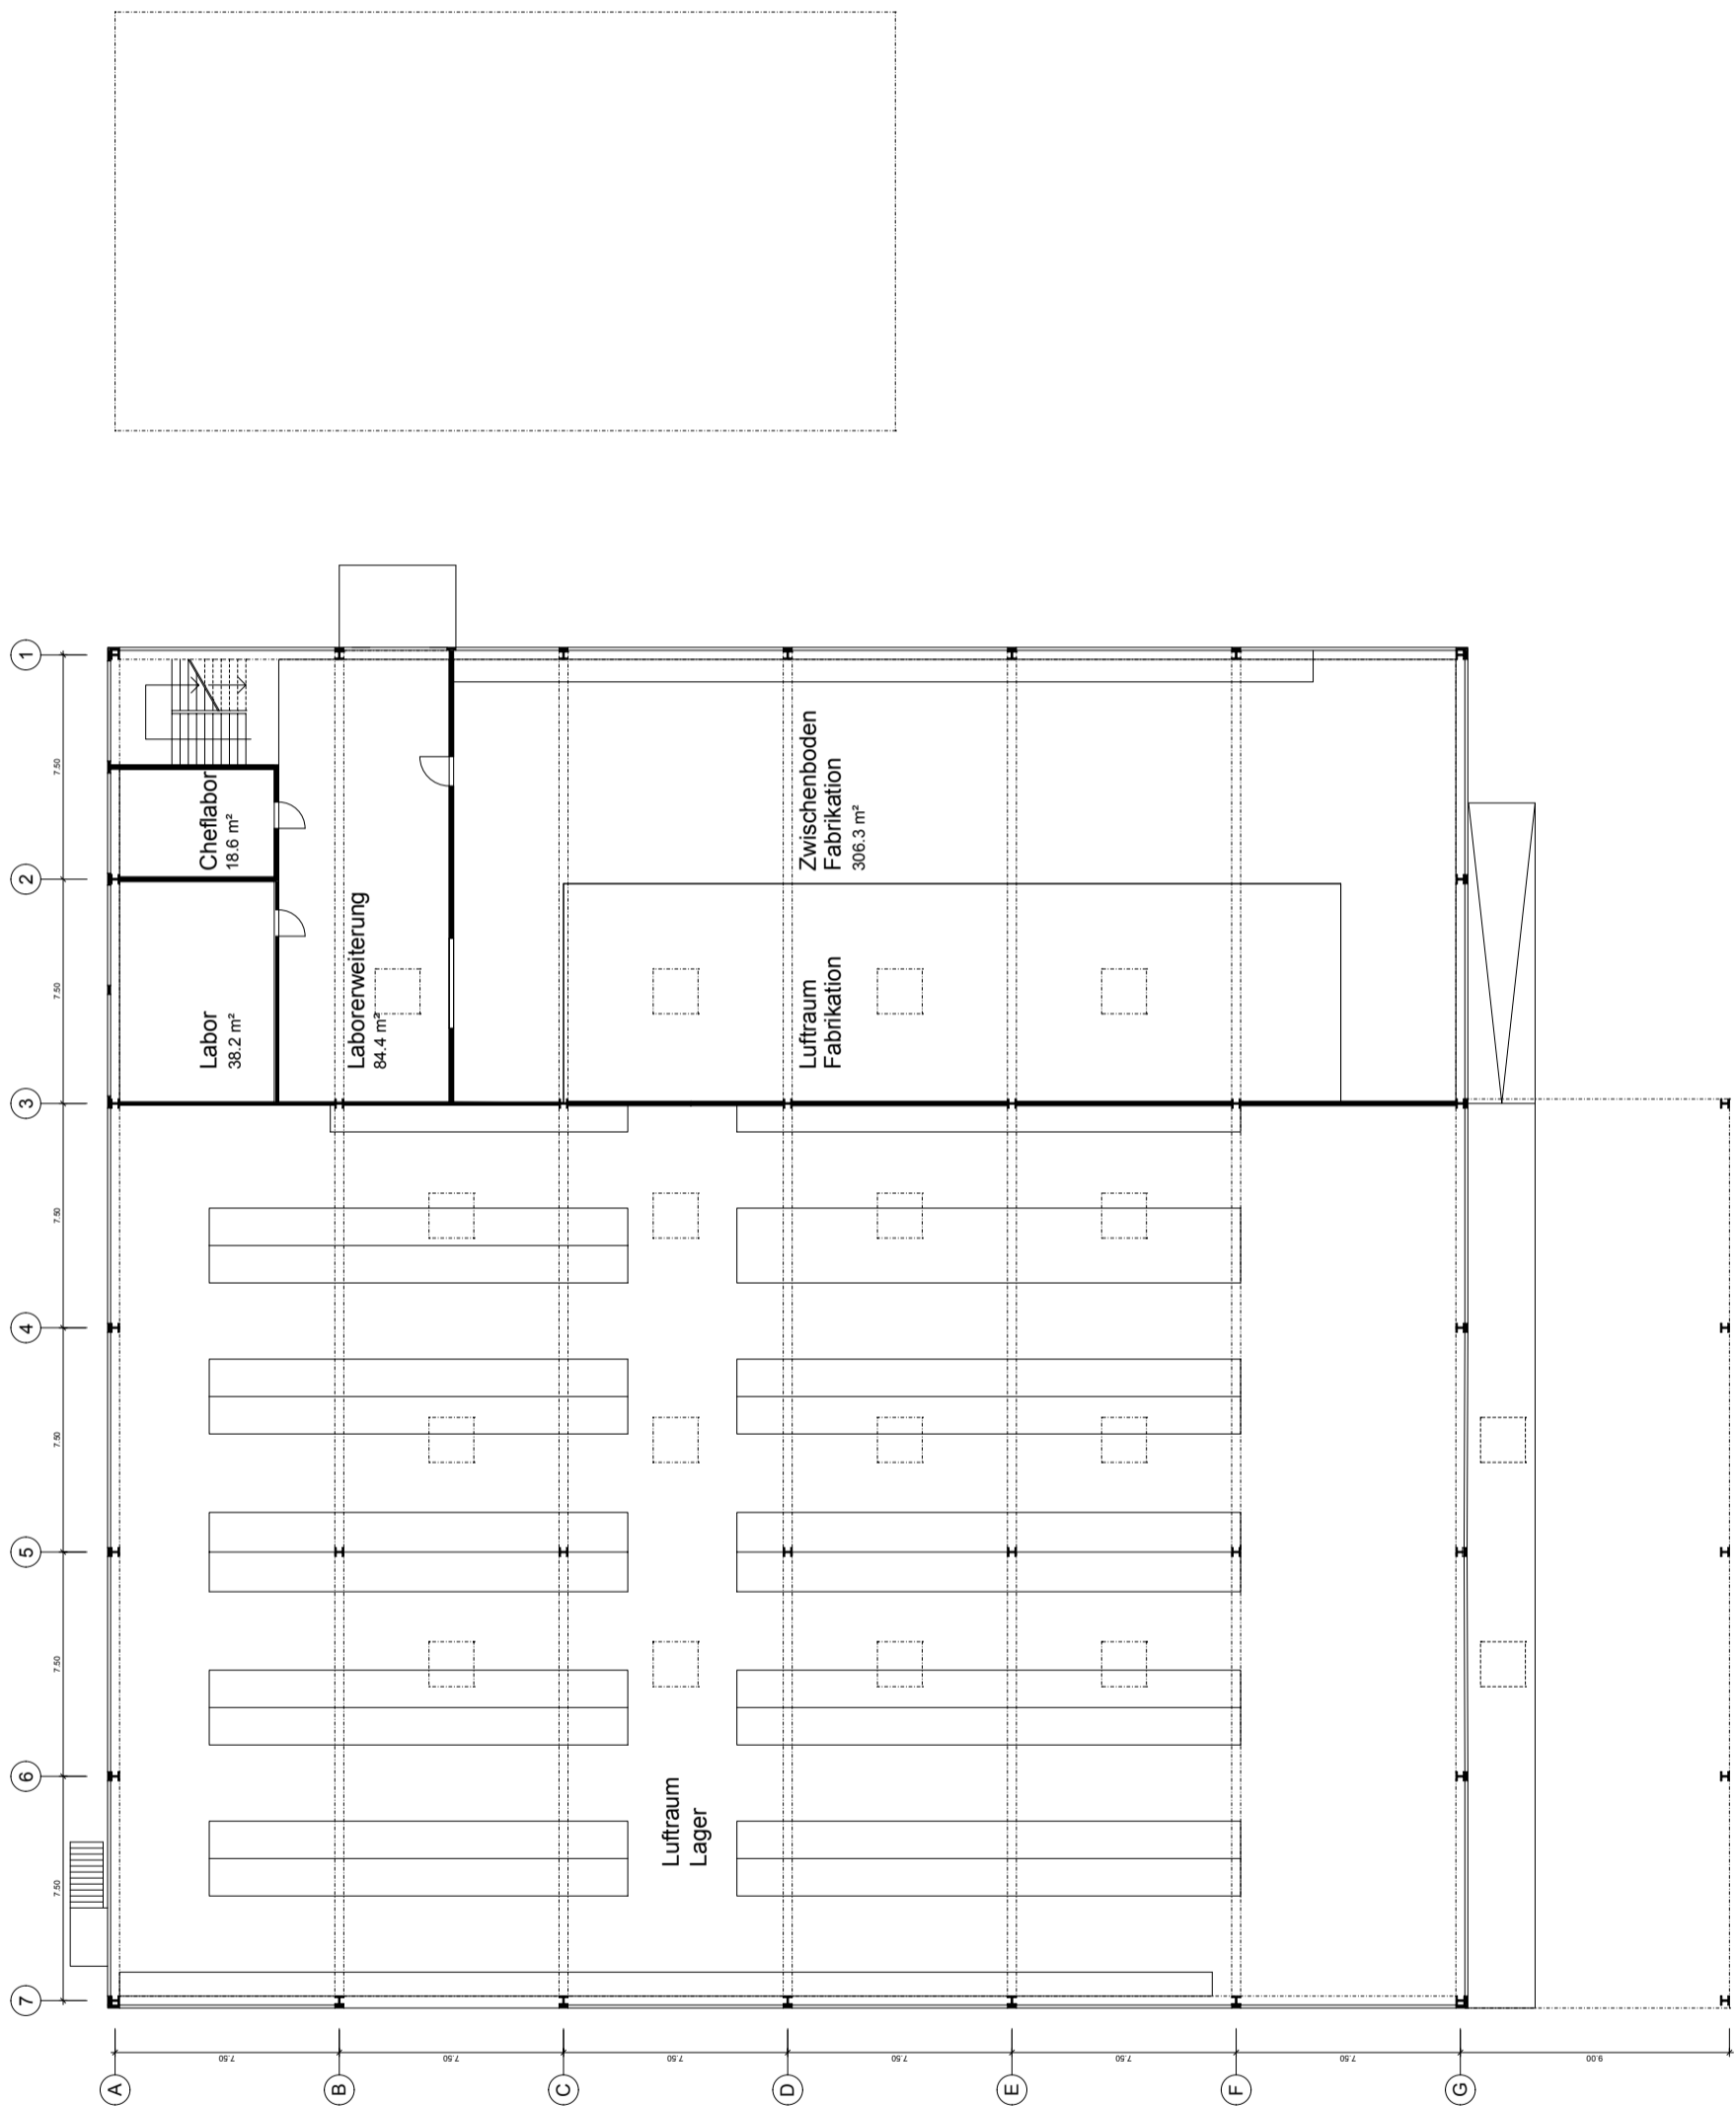 1
2
3
4
5
6
7
7.50
7.50
7.50
7.50
7.50
7.50
Cheflabor
18.6 m²
Labor
38.2 m²
Laborerweiterung
84.4 m²
Zwischenboden
Fabrikation
306.3 m²
Luftraum
Fabrikation
Luftraum
Lager
7.50
7.50
7.50
7.50
7.50
7.50
9.00
A
B
C
D
E
F
G